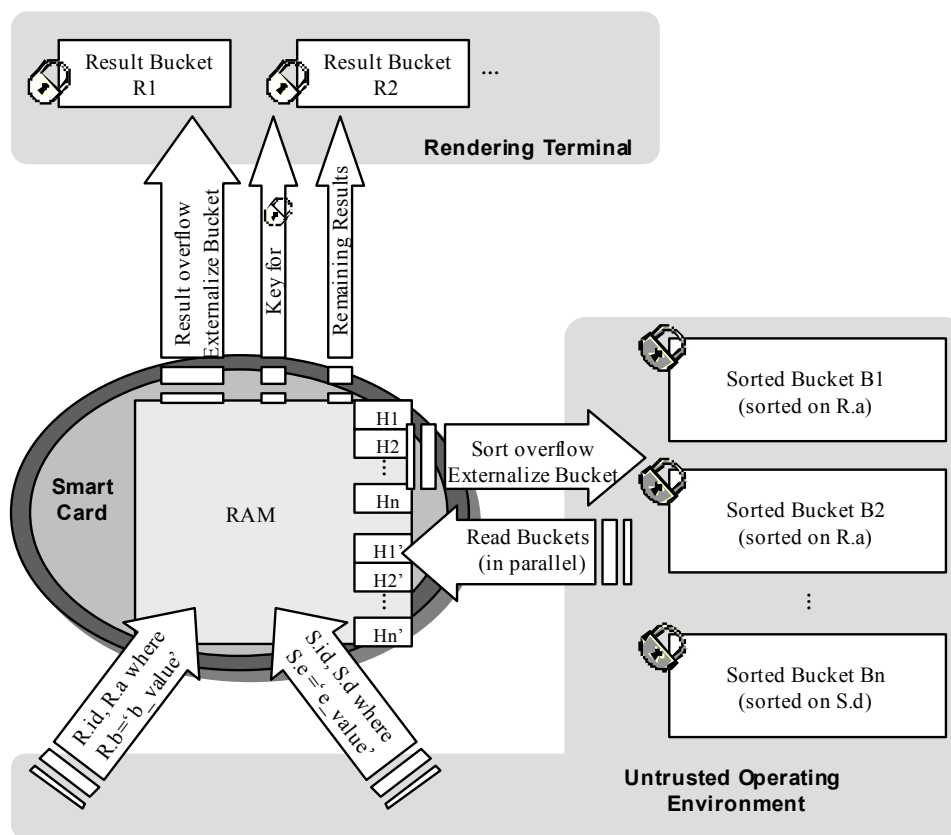 Result Bucket
R1
Result Bucket
R2
...
Rendering Terminal
Result overflow
Externalize Bucket
Key for
Remaining Results
Smart
Card
RAM
H1
H2
...
Hn
H1'
H2'
...
Hn'
Sort overflow
Externalize Bucket
Read Buckets
(in parallel)
Sorted Bucket B1
(sorted on R.a)
Sorted Bucket B2
(sorted on R.a)
...
Sorted Bucket Bn
(sorted on S.d)
R.id, R.a where
R.b=‘b_value’
S.id, S.d where
S.e =‘e_value’
Untrusted Operating
Environment